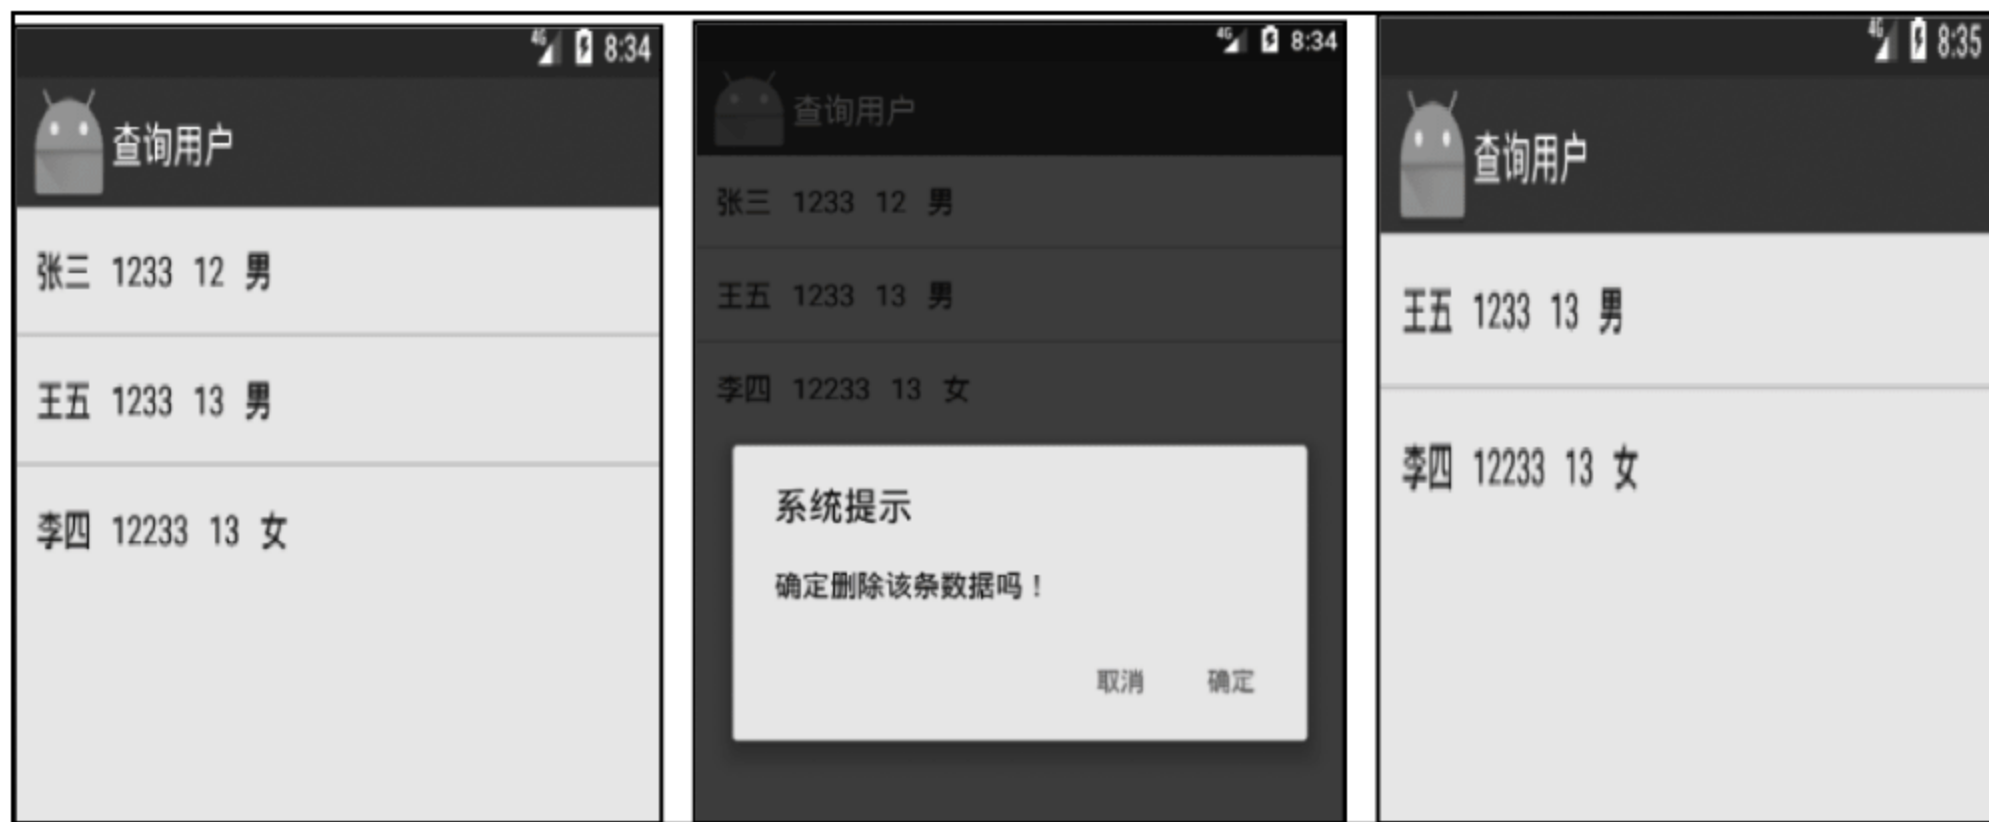 4G 8:34
查询用户
张三 1233 12 男
王五 1233 13 男
李四 12233 13 女
4G 8:34
查询用户
张三 1233 12 男
王五 1233 13 男
李四 12233 13 女
系统提示
确定删除该条数据吗！
取消 确定
4G 8:35
查询用户
王五 1233 13 男
李四 12233 13 女